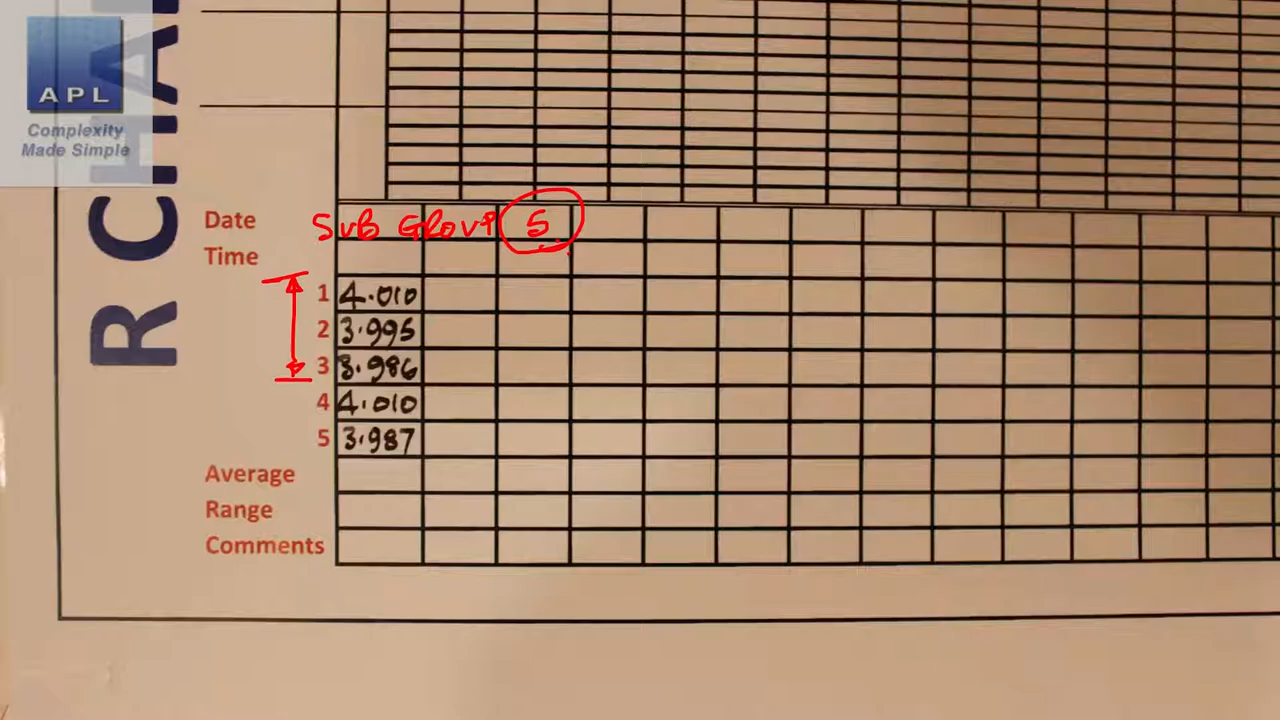 APL
Complexity
Made Simple
R CHA
Date
SUB GROUP 5
Time
1 4.010
2 3.995
3 3.986
4 4.010
5 3.987
Average
Range
Comments